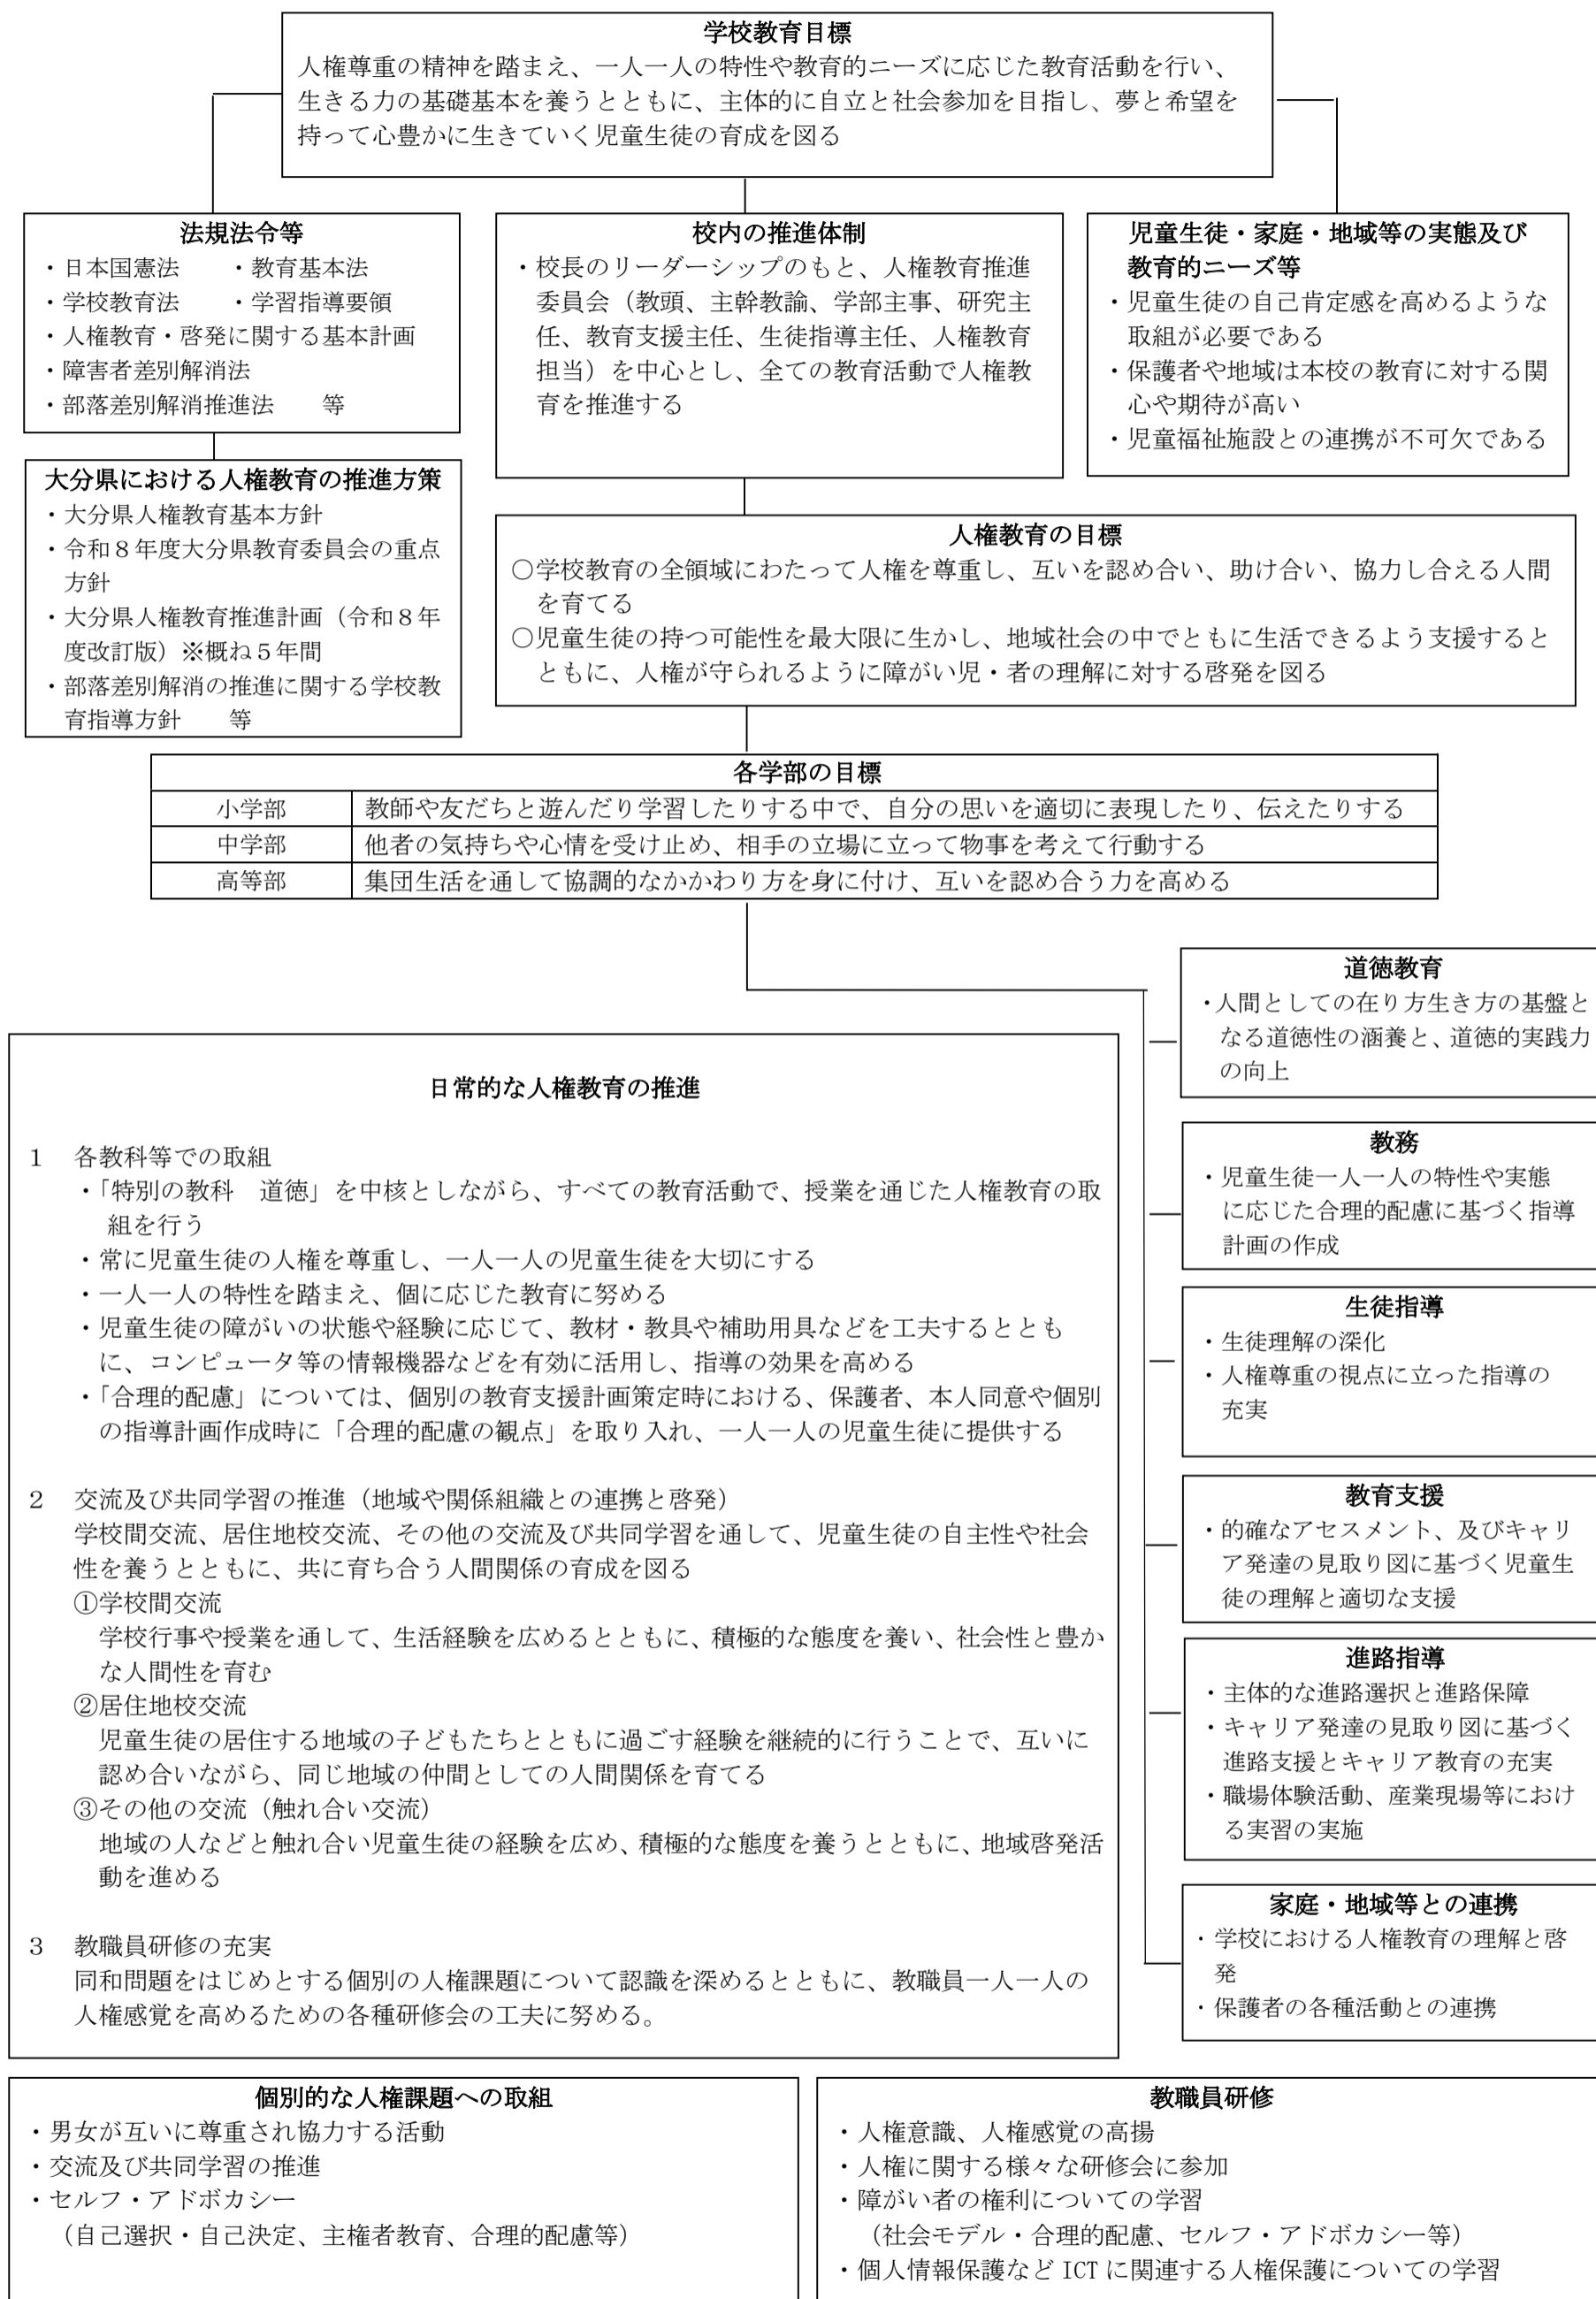 学校教育目標
人権尊重の精神を踏まえ、一人一人の特性や教育的ニーズに応じた教育活動を行い、
生きる力の基礎基本を養うとともに、主体的に自立と社会参加を目指し、夢と希望を
持って心豊かに生きていく児童生徒の育成を図る
法規法令等
・日本国憲法　　・教育基本法
・学校教育法　　・学習指導要領
・人権教育・啓発に関する基本計画
・障害者差別解消法
・部落差別解消推進法　　等
大分県における人権教育の推進方策
・大分県人権教育基本方針
・令和８年度大分県教育委員会の重点
方針
・大分県人権教育推進計画（令和８年
度改訂版）※概ね５年間
・部落差別解消の推進に関する学校教
育指導方針　　等
校内の推進体制
・校長のリーダーシップのもと、人権教育推進
委員会（教頭、主幹教諭、学部主事、研究主
任、教育支援主任、生徒指導主任、人権教育
担当）を中心とし、全ての教育活動で人権教
育を推進する
児童生徒・家庭・地域等の実態及び
教育的ニーズ等
・児童生徒の自己肯定感を高めるような
取組が必要である
・保護者や地域は本校の教育に対する関
心や期待が高い
・児童福祉施設との連携が不可欠である
人権教育の目標
○学校教育の全領域にわたって人権を尊重し、互いを認め合い、助け合い、協力し合える人間
を育てる
○児童生徒の持つ可能性を最大限に生かし、地域社会の中でともに生活できるよう支援すると
ともに、人権が守られるように障がい児・者の理解に対する啓発を図る
各学部の目標
小学部　教師や友だちと遊んだり学習したりする中で、自分の思いを適切に表現したり、伝えたりする
中学部　他者の気持ちや心情を受け止め、相手の立場に立って物事を考えて行動する
高等部　集団生活を通して協調的なかかわり方を身に付け、互いを認め合う力を高める
日常的な人権教育の推進
１　各教科等での取組
・「特別の教科　道徳」を中核としながら、すべての教育活動で、授業を通じた人権教育の取
組を行う
・常に児童生徒の人権を尊重し、一人一人の児童生徒を大切にする
・一人一人の特性を踏まえ、個に応じた教育に努める
・児童生徒の障がいの状態や経験に応じて、教材・教具や補助用具などを工夫するととも
に、コンピュータ等の情報機器などを有効に活用し、指導の効果を高める
・「合理的配慮」については、個別の教育支援計画策定時における、保護者、本人同意や個別
の指導計画作成時に「合理的配慮の観点」を取り入れ、一人一人の児童生徒に提供する
２　交流及び共同学習の推進（地域や関係組織との連携と啓発）
学校間交流、居住地校交流、その他の交流及び共同学習を通して、児童生徒の自主性や社会
性を養うとともに、共に育ち合う人間関係の育成を図る
①学校間交流
学校行事や授業を通して、生活経験を広めるとともに、積極的な態度を養い、社会性と豊か
な人間性を育む
②居住地校交流
児童生徒の居住する地域の子どもたちとともに過ごす経験を継続的に行うことで、互いに
認め合いながら、同じ地域の仲間としての人間関係を育てる
③その他の交流（触れ合い交流）
地域の人などと触れ合い児童生徒の経験を広め、積極的な態度を養うとともに、地域啓発活
動を進める
３　教職員研修の充実
同和問題をはじめとする個別の人権課題について認識を深めるとともに、教職員一人一人の
人権感覚を高めるための各種研修会の工夫に努める。
道徳教育
・人間としての在り方生き方の基盤と
なる道徳性の涵養と、道徳的実践力
の向上
教務
・児童生徒一人一人の特性や実態
に応じた合理的配慮に基づく指導
計画の作成
生徒指導
・生徒理解の深化
・人権尊重の視点に立った指導の
充実
教育支援
・的確なアセスメント、及びキャリ
ア発達の見取り図に基づく児童生
徒の理解と適切な支援
進路指導
・主体的な進路選択と進路保障
・キャリア発達の見取り図に基づく
進路支援とキャリア教育の充実
・職場体験活動、産業現場等におけ
る実習の実施
家庭・地域等との連携
・学校における人権教育の理解と啓
発
・保護者の各種活動との連携
個別的な人権課題への取組
・男女が互いに尊重され協力する活動
・交流及び共同学習の推進
・セルフ・アドボカシー
（自己選択・自己決定、主権者教育、合理的配慮等）
教職員研修
・人権意識、人権感覚の高揚
・人権に関する様々な研修会に参加
・障がい者の権利についての学習
（社会モデル・合理的配慮、セルフ・アドボカシー等）
・個人情報保護など ICT に関連する人権保護についての学習